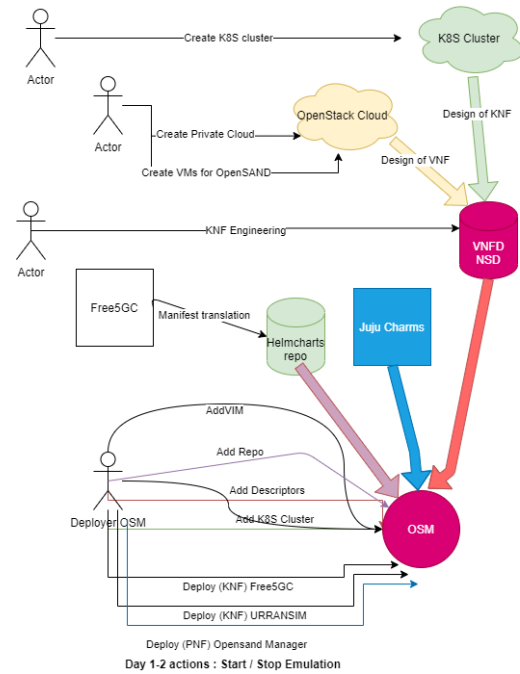 Create K8S cluster
K8S Cluster
Actor
OpenStack Cloud
Design of KNF
Create Private Cloud
Actor
Design of VNF
Create VMs for OpenSAND
KNF Engineering
VNFD
NSD
Actor
Free5GC
Manifest translation
Juju Charms
Helmcharts
repo
AddVIM
Add Repo
Add Descriptors
Deployer OSM
Add K8S Cluster
OSM
Deploy (KNF) Free5GC
Deploy (KNF) URRANSIM
Deploy (PNF) Opensand Manager
Day 1-2 actions : Start / Stop Emulation